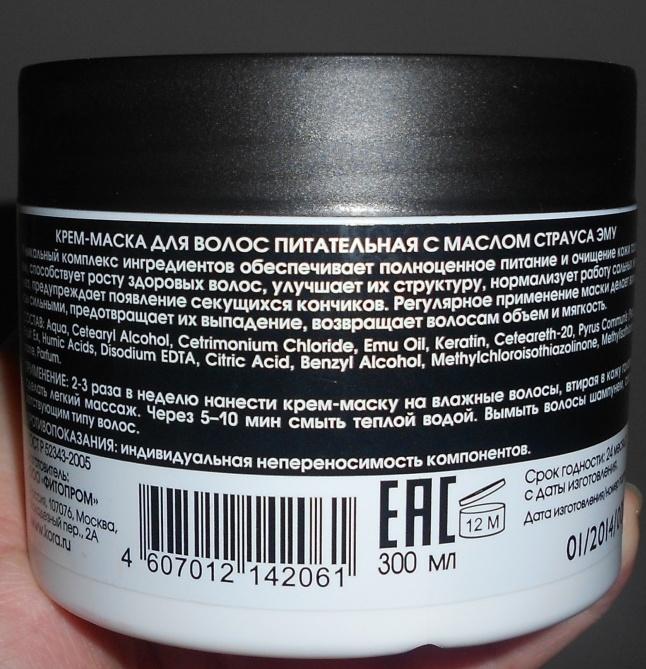 КРЕМ-МАСКА ДЛЯ ВОЛОС ПИТАТЕЛЬНАЯ С МАСЛОМ СТРАУСА ЭМУ
комплекс ингредиентов обеспечивает полноценное питание и очищение кожи
способствует росту здоровых волос, улучшает их структуру, нормализует работу сальных
предупреждает появление секущихся кончиков. Регулярное применение маски делает
сильными, предотвращает их выпадение, возвращает волосам объем и мягкость.
Aqua, Cetearyl Alcohol, Cetrimonium Chloride, Emu Oil, Keratin, Ceteareth-20, Pyrus Communis
Ex, Humic Acids, Disodium EDTA, Citric Acid, Benzyl Alcohol, Methylchloroisothiazolinone,
Parfum.
2-3 раза в неделю нанести крем-маску на влажные волосы, втирая в кожу
легкий массаж. Через 5–10 мин смыть теплой водой. Вымыть волосы шампунем,
типу волос.
индивидуальная непереносимость компонентов.
Р 52343-2005
«ФИТОПРОМ»
107076, Москва,
пер., 2А
www.kora.ru
4 607012 142061
EAC
12 M
300 мл
Срок годности: 24
с даты изготовления.
Дата изготовления/номер
01/2014/